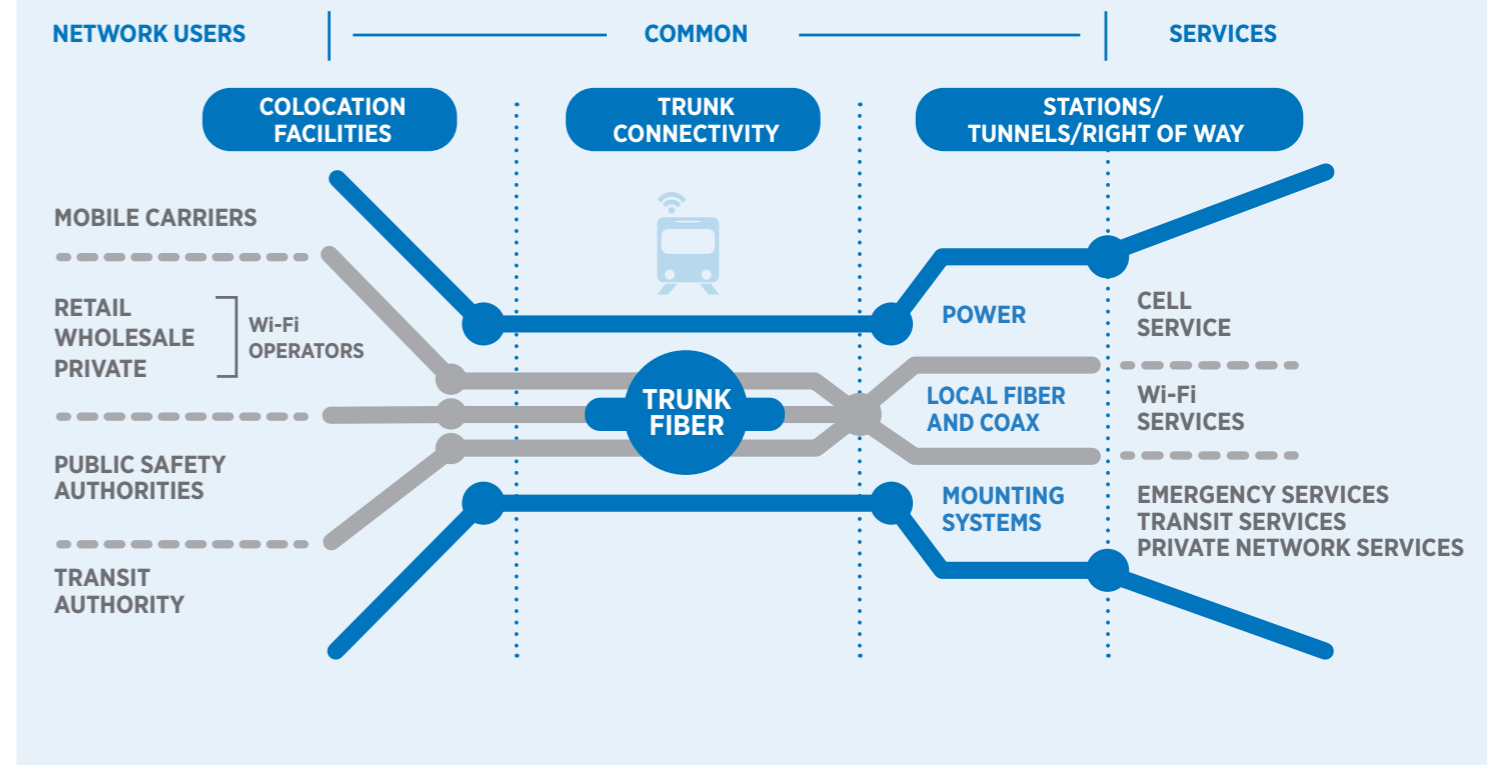 NETWORK USERS
COMMON
SERVICES
COLOCATION
FACILITIES
TRUNK
CONNECTIVITY
STATIONS/
TUNNELS/RIGHT OF WAY
MOBILE CARRIERS
RETAIL
WHOLESALE
PRIVATE
Wi-Fi
OPERATORS
PUBLIC SAFETY
AUTHORITIES
TRANSIT
AUTHORITY
TRUNK
FIBER
POWER
LOCAL FIBER
AND COAX
MOUNTING
SYSTEMS
CELL
SERVICE
Wi-Fi
SERVICES
EMERGENCY SERVICES
TRANSIT SERVICES
PRIVATE NETWORK SERVICES